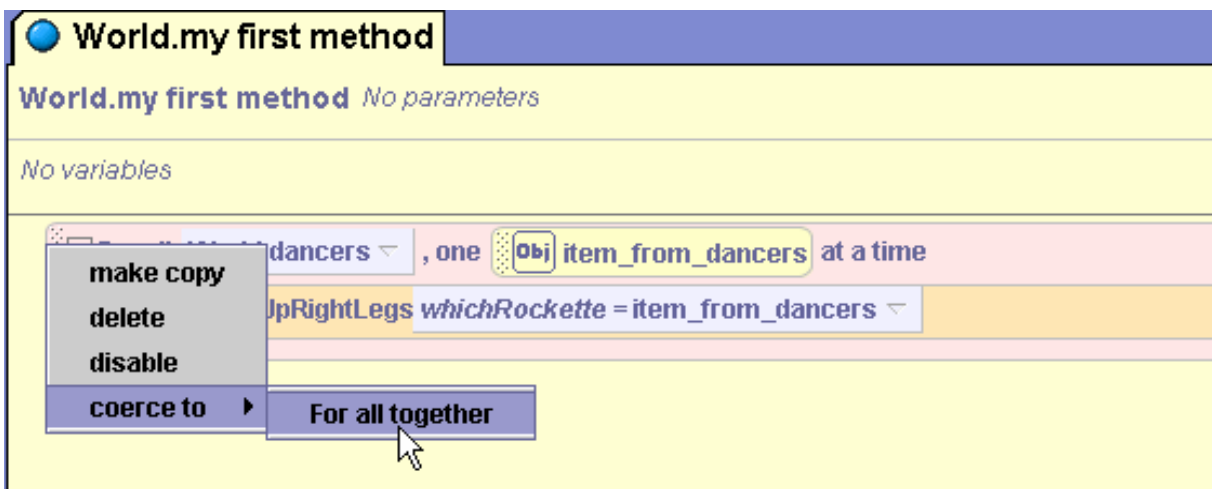 World.my first method
World.my first method No parameters
No variables
dancers , one Obj item_from_dancers at a time
make copy
UpRightLegs whichRockette = item_from_dancers
delete
disable
coerce to For all together